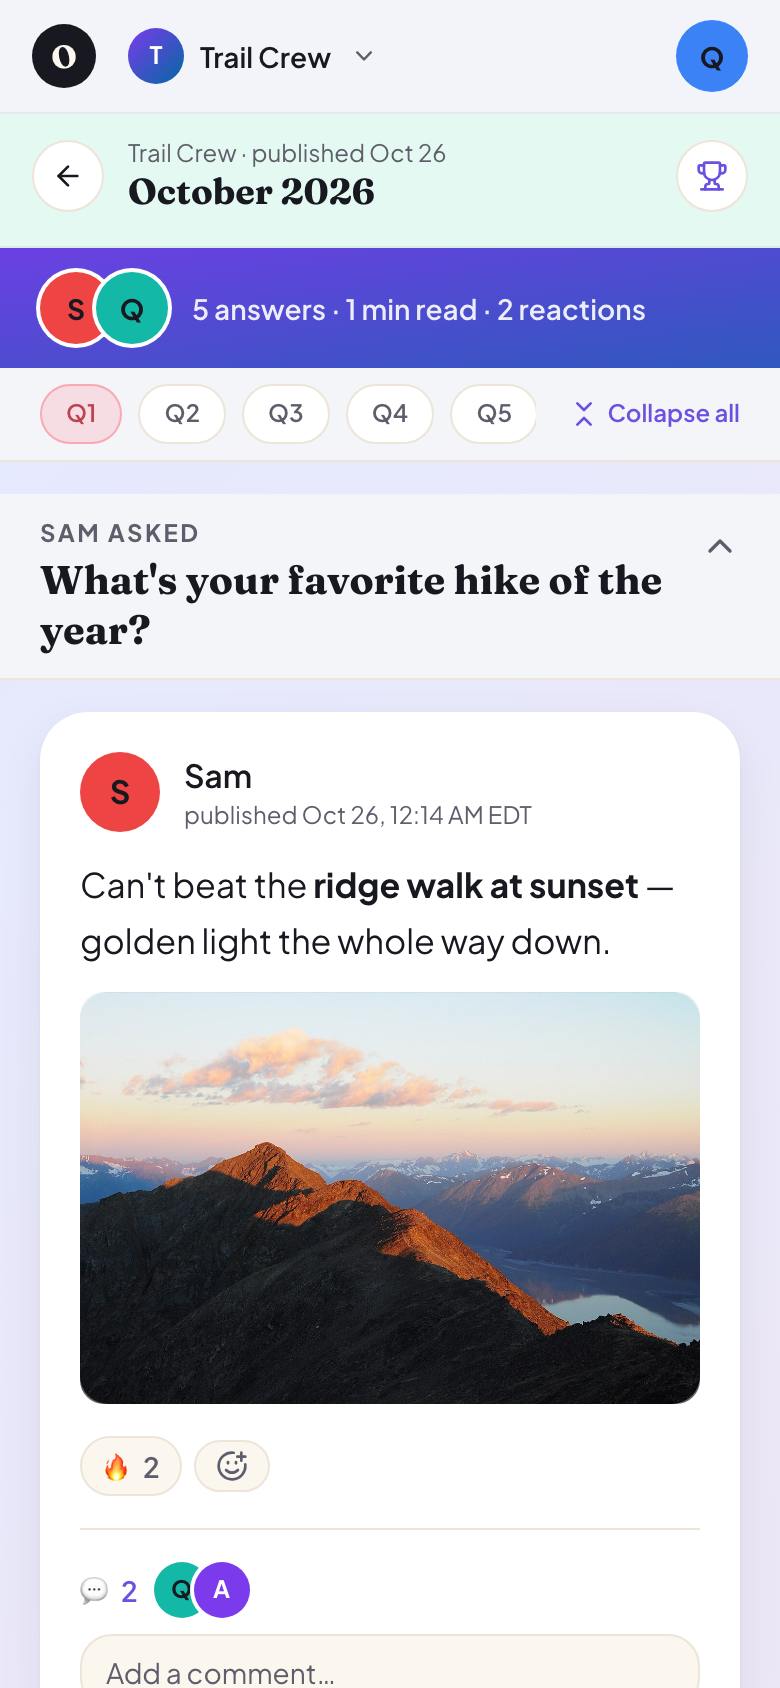 O
T
Trail Crew
Q
Trail Crew · published Oct 26
October 2026
S
Q
5 answers · 1 min read · 2 reactions
Q1
Q2
Q3
Q4
Q5
Collapse all
SAM ASKED
What's your favorite hike of the
year?
S
Sam
published Oct 26, 12:14 AM EDT
Can't beat the ridge walk at sunset —
golden light the whole way down.
🔥 2
💬 2
Q
A
Add a comment...